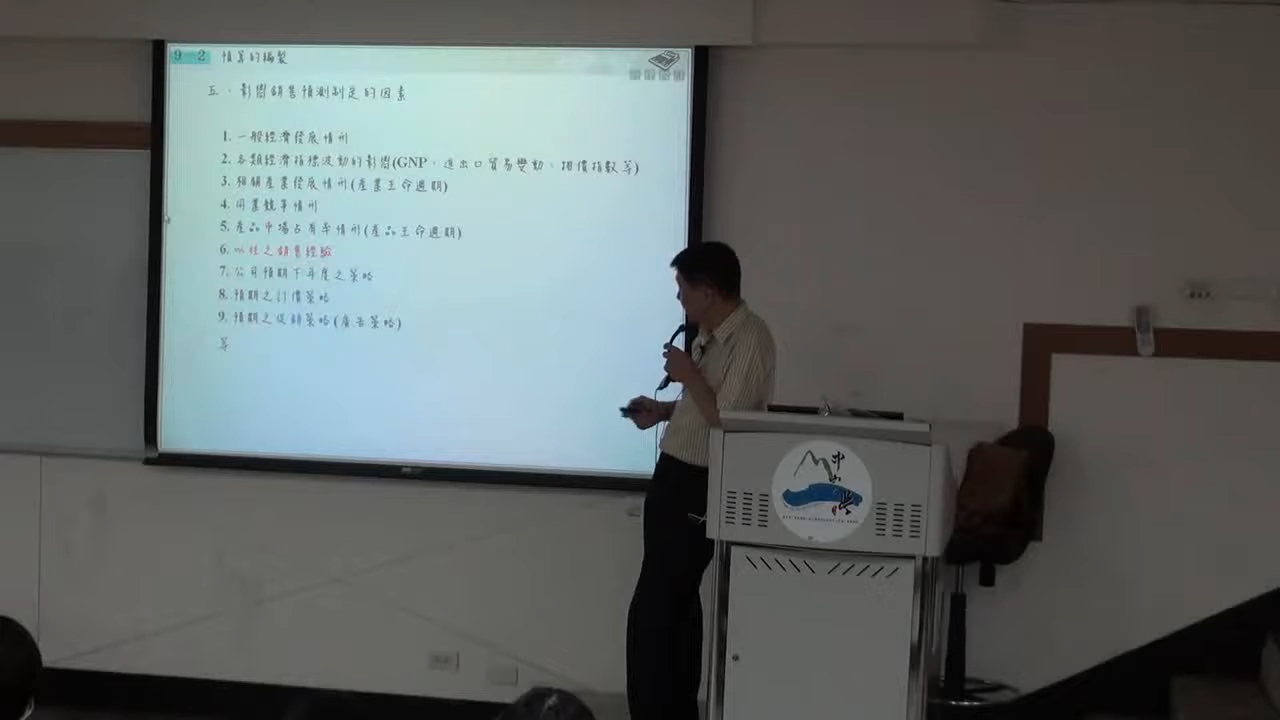 9－2 預算的編製
五、影響銷售預測制定的因素
1. 一般經濟發展情形
2. 各類經濟指標波動的影響(GNP、進出口貿易變動、物價指數等)
3. 相關產業發展情形(產業生命週期)
4. 同業競爭情形
5. 產品市場占有率情形(產品生命週期)
6. 以往之銷售經驗
7. 公司預期下年度之策略
8. 預期之訂價策略
9. 預期之促銷策略(廣告策略)
等
中山